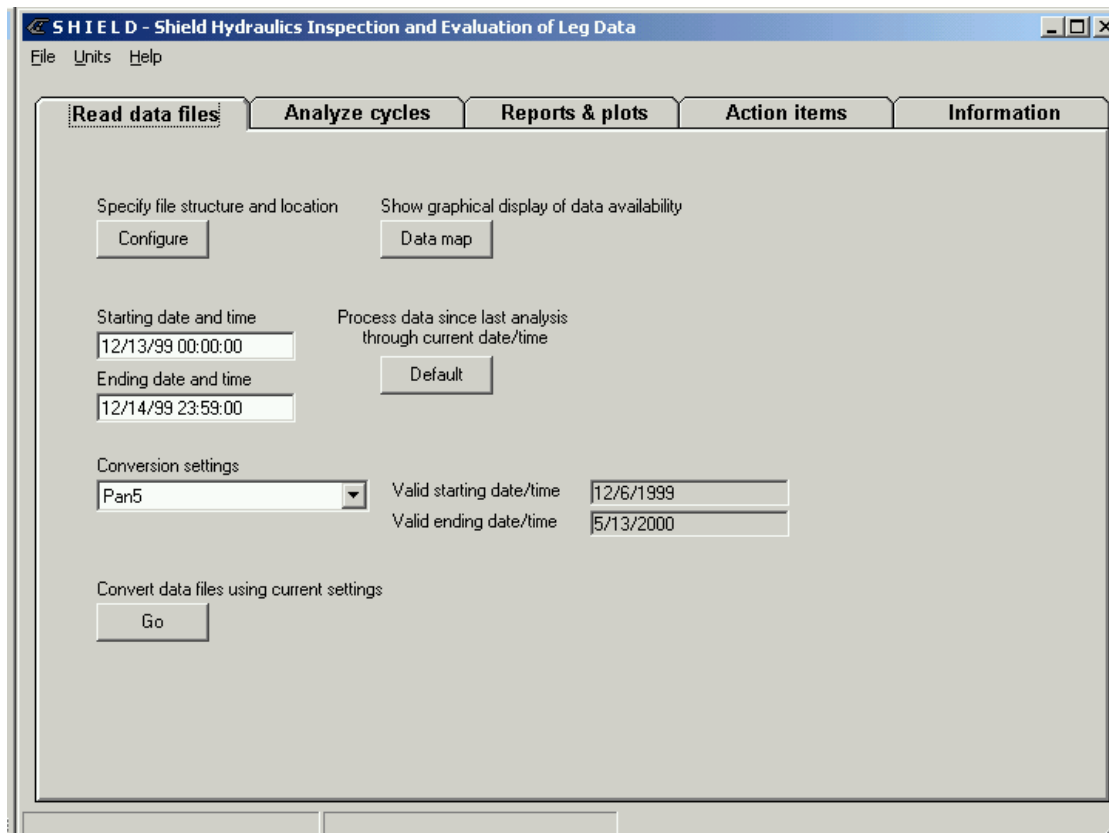 S H I E L D - Shield Hydraulics Inspection and Evaluation of Leg Data
File Units Help
Read data files Analyze cycles Reports & plots Action items Information
Specify file structure and location Show graphical display of data availability
Configure Data map
Starting date and time Process data since last analysis
through current date/time
12/13/99 00:00:00
Ending date and time Default
12/14/99 23:59:00
Conversion settings
Pan5 Valid starting date/time 12/6/1999
Valid ending date/time 5/13/2000
Convert data files using current settings
Go